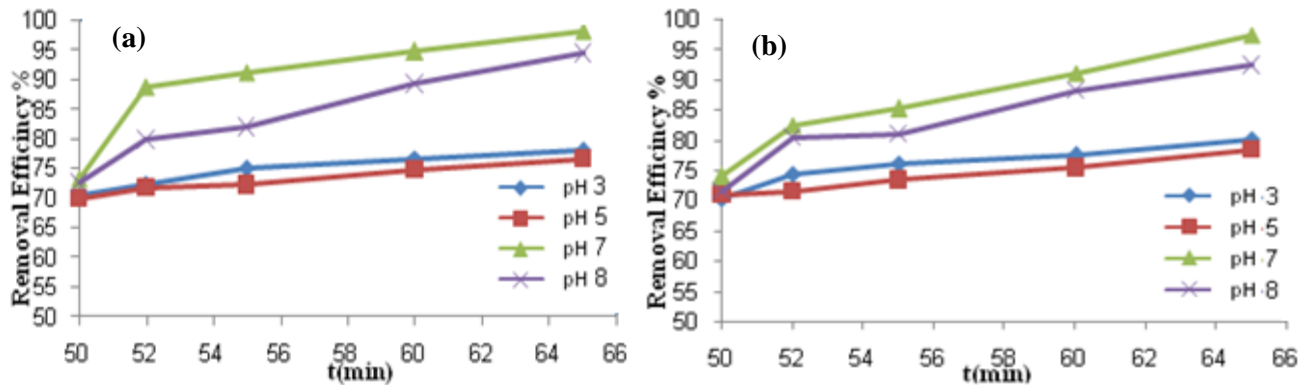 (a)
Removal Efficincy %
100
95
90
85
80
75
70
65
60
55
50
50 52 54 56 58 60 62 64 66
t(min)
pH 3
pH 5
pH 7
pH 8
(b)
Removal Efficincy %
100
95
90
85
80
75
70
65
60
55
50
50 52 54 56 58 60 62 64 66
t(min)
pH ·3
pH ·5
pH ·7
pH ·8